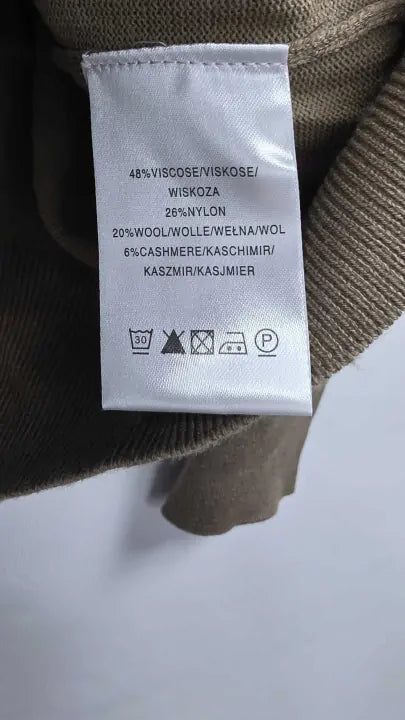 48%VISCOSE/VISKOSE/
WISKOZA
26%NYLON
20%WOOL/WOLLE/WEŁNA/WOL
6%CASHMERE/KASCHIMIR/
KASZMIR/KASJMIER
30 P